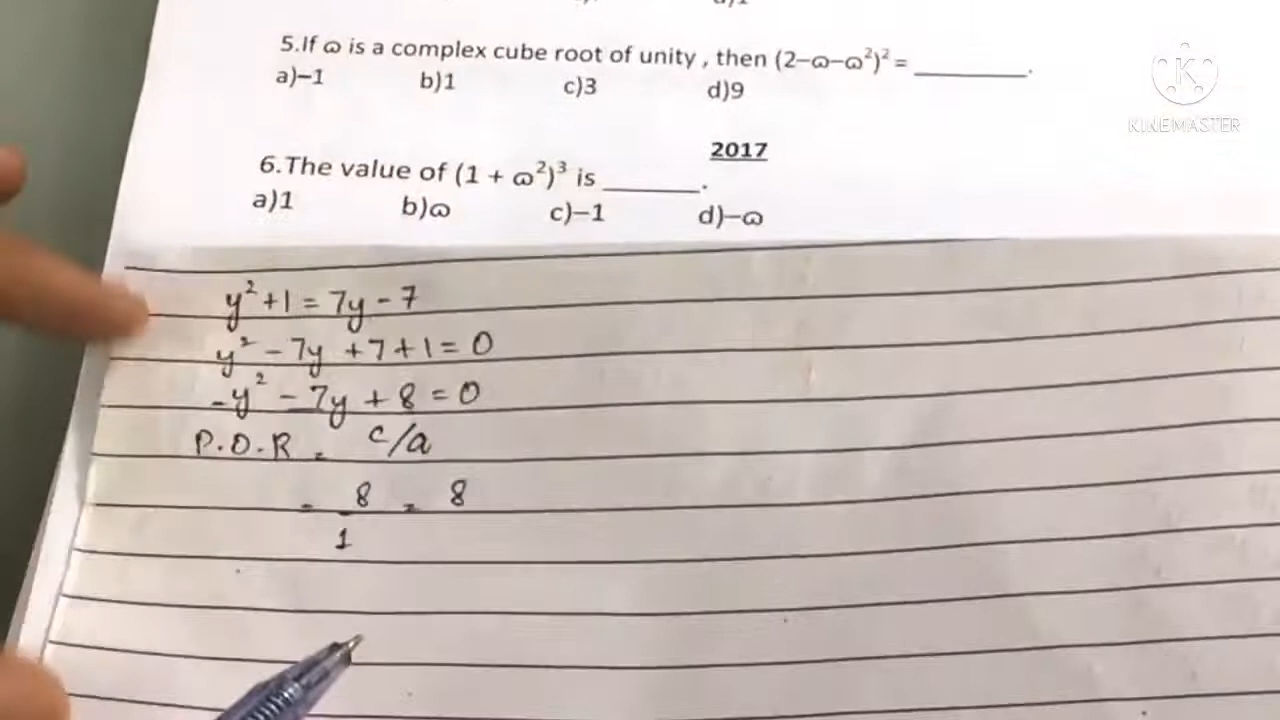 5.If ω is a complex cube root of unity , then (2−ω−ω²)² = ________.
a)−1 b)1 c)3 d)9
KINEMASTER
2017
6.The value of (1 + ω²)³ is _______.
a)1 b)ω c)−1 d)−ω
y² + 1 = 7y - 7
y² - 7y + 7 + 1 = 0
-y² - 7y + 8 = 0
P.O.R = c/a
= 8/1 = 8